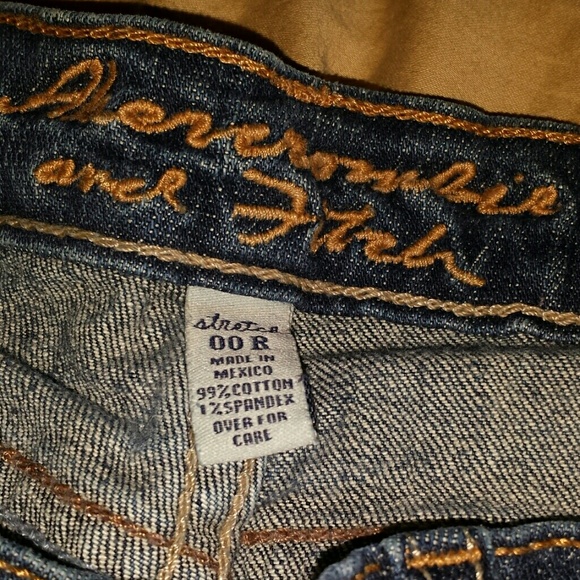 Abercrombie
and Fitch
stretch
00 R
MADE IN
MEXICO
99% COTTON
1% SPANDEX
OVER FOR
CARE